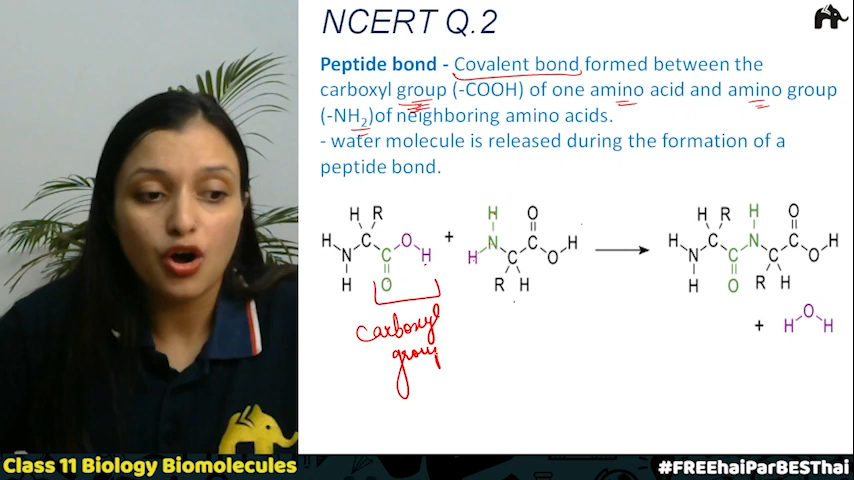 NCERT Q.2
Peptide bond - Covalent bond formed between the
carboxyl group (-COOH) of one amino acid and amino group
(-NH2)of neighboring amino acids.
- water molecule is released during the formation of a
peptide bond.
H R H O H R H O
H N C O H + H N C O H H N C N C O H
H C C H C C
H O R H H O R H
carboxyl + H O H
group
Class 11 Biology Biomolecules #FREEhaiParBESThai